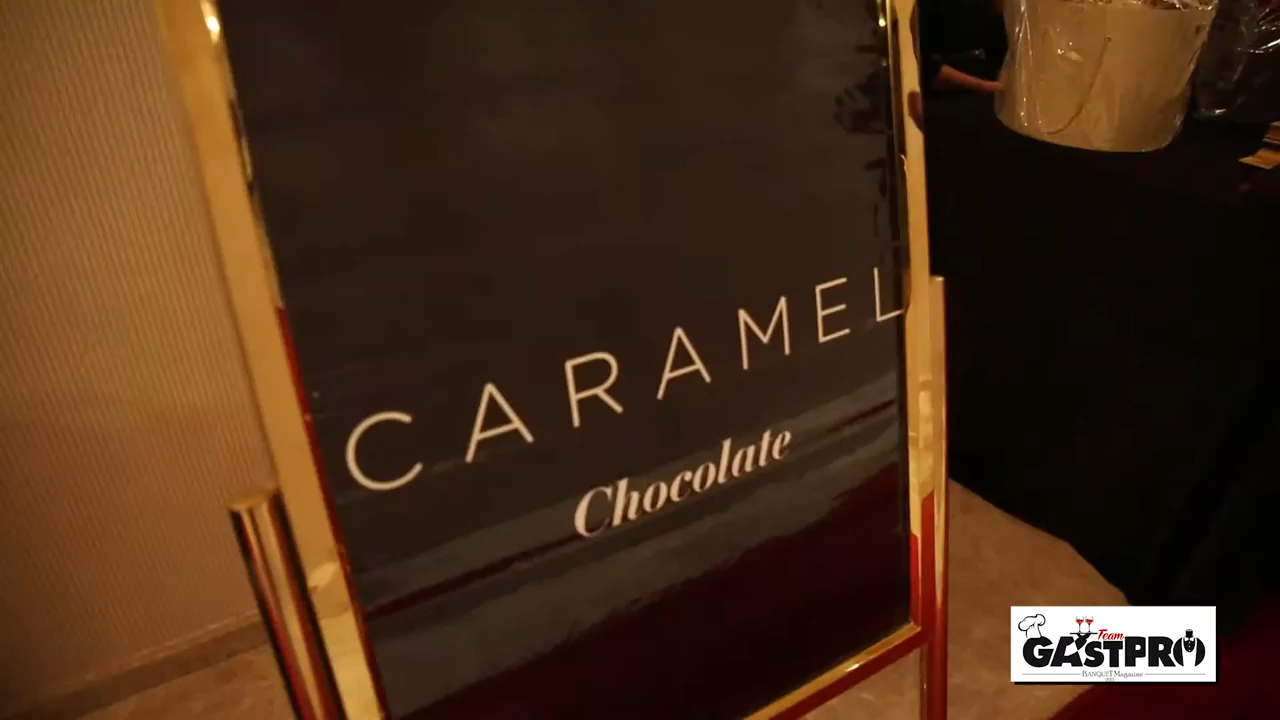 CARAMEL
Chocolate
Team
GASTPRO
BANQUET Magazine